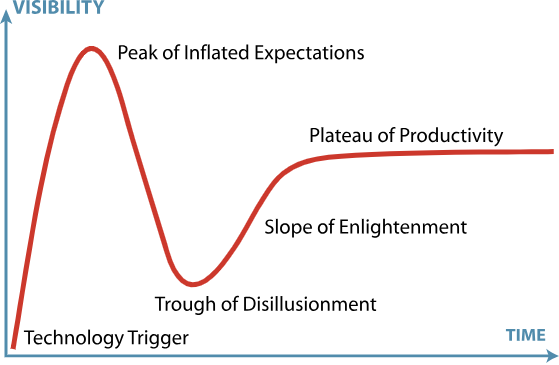 VISIBILITY
Peak of Inflated Expectations
Plateau of Productivity
Slope of Enlightenment
Trough of Disillusionment
Technology Trigger
TIME